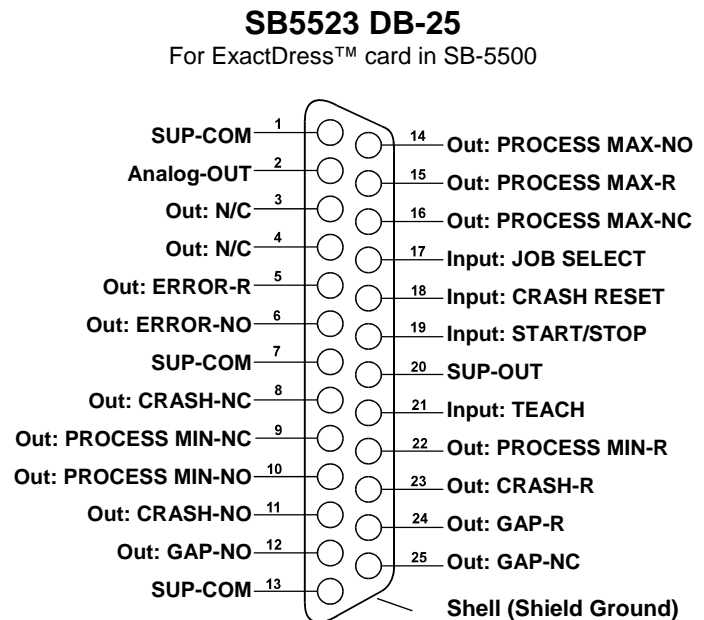 SB5523 DB-25
For ExactDress™ card in SB-5500
SUP-COM 1
Analog-OUT 2
Out: N/C 3
Out: N/C 4
Out: ERROR-R 5
Out: ERROR-NO 6
SUP-COM 7
Out: CRASH-NC 8
Out: PROCESS MIN-NC 9
Out: PROCESS MIN-NO 10
Out: CRASH-NO 11
Out: GAP-NO 12
SUP-COM 13
14 Out: PROCESS MAX-NO
15 Out: PROCESS MAX-R
16 Out: PROCESS MAX-NC
17 Input: JOB SELECT
18 Input: CRASH RESET
19 Input: START/STOP
20 SUP-OUT
21 Input: TEACH
22 Out: PROCESS MIN-R
23 Out: CRASH-R
24 Out: GAP-R
25 Out: GAP-NC
Shell (Shield Ground)